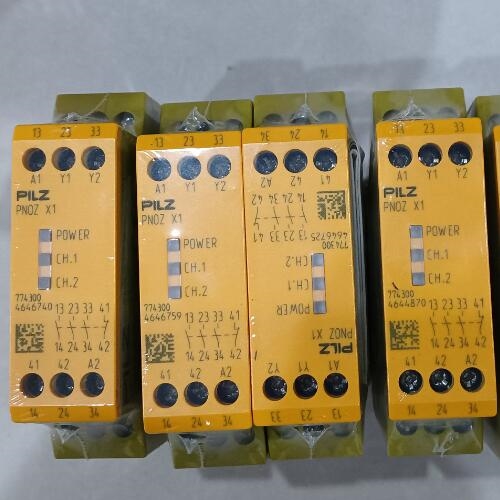 13 23 33
A1 Y1 Y2
PILZ
PNOZ X1
POWER
CH.1
CH.2
774300
4646740
13 23 33 41
14 24 34 42
41 42 A2
14 24 34
13 23 33
A1 Y1 Y2
PILZ
PNOZ X1
POWER
CH.1
CH.2
774300
4646759
13 23 33 41
14 24 34 42
41 42 A2
14 24 34
13 23 33
A1 Y1 Y2
PILZ
PNOZ X1
POWER
CH.1
CH.2
774300
4646725
13 23 33 41
14 24 34 42
41 A2
14 24 34
13 23 33
A1 Y1 Y2
PILZ
PNOZ X1
POWER
CH.1
CH.2
774300
4644870
13 23 33 41
14 24 34 42
41 42 A2
14 24 34